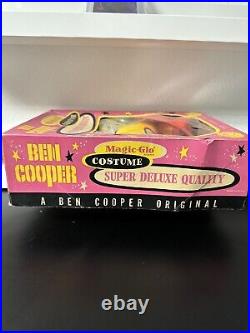 BEN
COOPER
Magic-Glo
COSTUME
SUPER DELUXE QUALITY
A BEN COOPER ORIGINAL